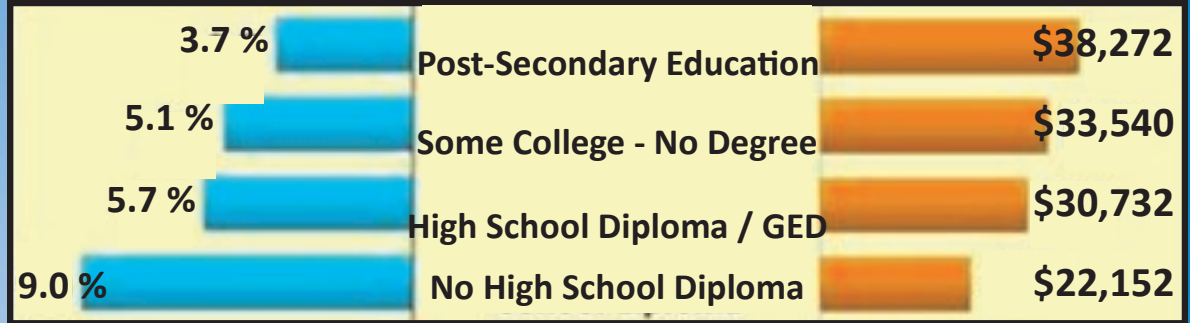 3.7 % Post-Secondary Education $38,272
5.1 % Some College - No Degree $33,540
5.7 % High School Diploma / GED $30,732
9.0 % No High School Diploma $22,152